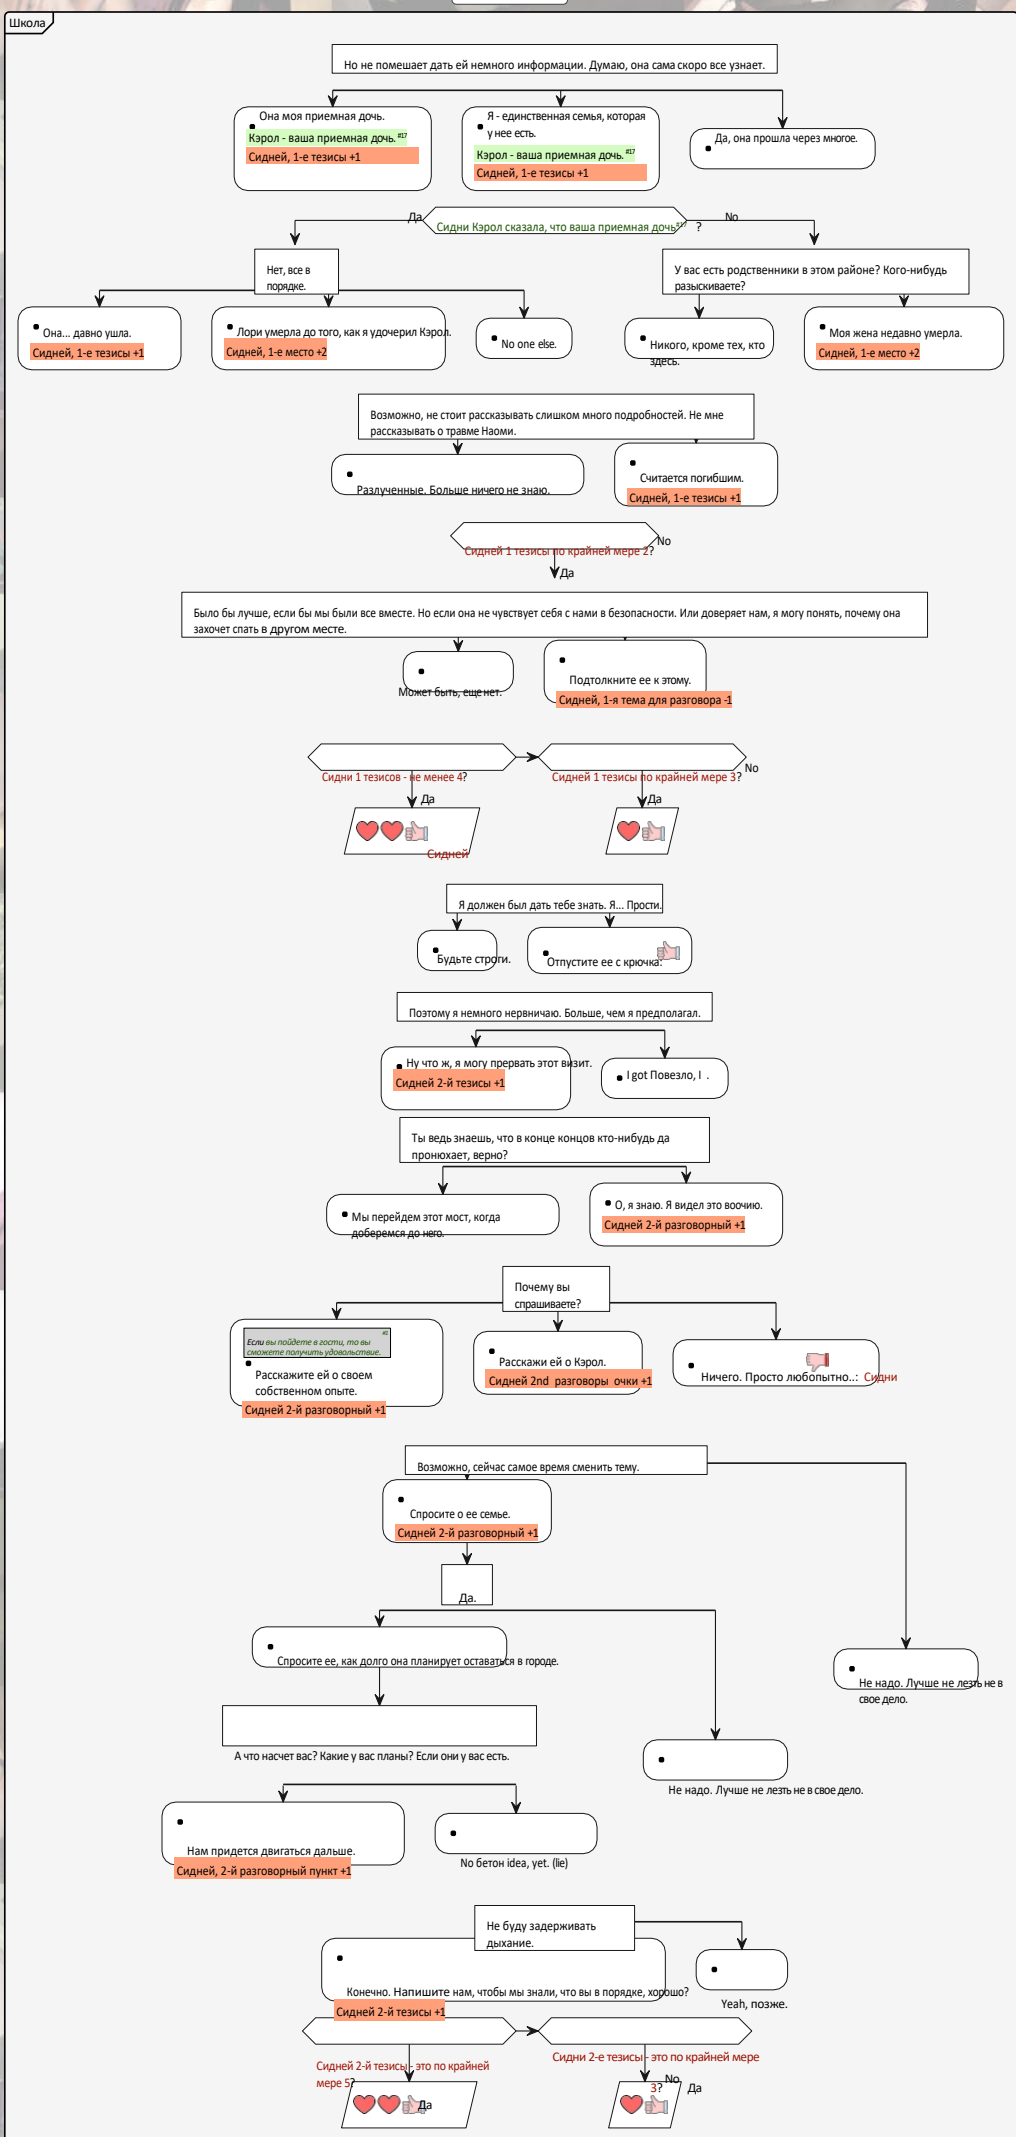 Школа
Но не помешает дать ей немного информации. Думаю, она сама скоро все узнает.
Она моя приемная дочь.
Кэрол - ваша приемная дочь. #17
Сидней, 1-е тезисы +1
Я - единственная семья, которая
у нее есть.
Кэрол - ваша приемная дочь. #17
Сидней, 1-е тезисы +1
Да, она прошла через многое.
Да
Сидни Кэрол сказала, что ваша приемная дочь#17 ?
No
Нет, все в
порядке.
У вас есть родственники в этом районе? Кого-нибудь
разыскиваете?
Она... давно ушла.
Сидней, 1-е тезисы +1
Лори умерла до того, как я удочерил Кэрол.
Сидней, 1-е место +2
No one else.
Никого, кроме тех, кто
здесь.
Моя жена недавно умерла.
Сидней, 1-е место +2
Возможно, не стоит рассказывать слишком много подробностей. Не мне
рассказывать о травме Наоми.
Разлученные. Больше ничего не знаю.
Считается погибшим.
Сидней, 1-е тезисы +1
Сидней 1 тезисы по крайней мере 2?
No
Да
Было бы лучше, если бы мы были все вместе. Но если она не чувствует себя с нами в безопасности. Или доверяет нам, я могу понять, почему она
захочет спать в другом месте.
Может быть, еще нет.
Подтолкните ее к этому.
Сидней, 1-я тема для разговора -1
Сидни 1 тезисов - не менее 4?
Сидней 1 тезисы по крайней мере 3?
No
Да
Да
Сидней
Я должен был дать тебе знать. Я... Прости.
Будьте строги.
Отпустите ее с крючка:
Поэтому я немного нервничаю. Больше, чем я предполагал.
Ну что ж, я могу прервать этот визит.
Сидней 2-й тезисы +1
I got Повезло, I .
Ты ведь знаешь, что в конце концов кто-нибудь да
пронюхает, верно?
Мы перейдем этот мост, когда
доберемся до него.
О, я знаю. Я видел это воочию.
Сидней 2-й разговорный +1
Почему вы
спрашиваете?
#1
Если вы пойдете в гости, то вы
сможете получить удовольствие.
Расскажите ей о своем
собственном опыте.
Сидней 2-й разговорный +1
Расскажи ей о Кэрол.
Сидней 2nd разговоры очки +1
Ничего. Просто любопытно..: Сидни
Возможно, сейчас самое время сменить тему.
Спросите о ее семье.
Сидней 2-й разговорный +1
Да.
Спросите ее, как долго она планирует оставаться в городе.
Не надо. Лучше не лезть не в
свое дело.
А что насчет вас? Какие у вас планы? Если они у вас есть.
Не надо. Лучше не лезть не в свое дело.
Нам придется двигаться дальше.
Сидней, 2-й разговорный пункт +1
No бетон idea, yet. (lie)
Не буду задерживать
дыхание.
Конечно. Напишите нам, чтобы мы знали, что вы в порядке, хорошо?
Сидней 2-й тезисы +1
Yeah, позже.
Сидней 2-й тезисы - это по крайней
мере 5?
Сидни 2-е тезисы - это по крайней мере
3?
No
Да
Да